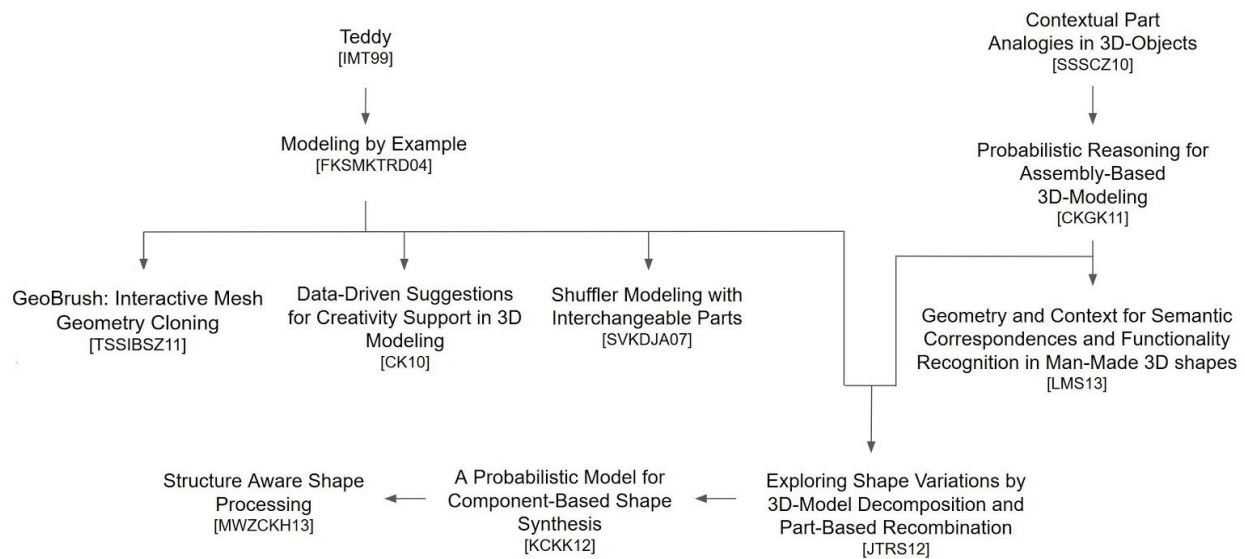 Teddy
[IMT99]
Contextual Part
Analogies in 3D-Objects
[SSSCZ10]
Modeling by Example
[FKSMKTRD04]
Probabilistic Reasoning for
Assembly-Based
3D-Modeling
[CKGK11]
GeoBrush: Interactive Mesh
Geometry Cloning
[TSSIBSZ11]
Data-Driven Suggestions
for Creativity Support in 3D
Modeling
[CK10]
Shuffler Modeling with
Interchangeable Parts
[SVKDJA07]
Geometry and Context for Semantic
Correspondences and Functionality
Recognition in Man-Made 3D shapes
[LMS13]
Structure Aware Shape
Processing
[MWZCKH13]
A Probabilistic Model for
Component-Based Shape
Synthesis
[KCKK12]
Exploring Shape Variations by
3D-Model Decomposition and
Part-Based Recombination
[JTRS12]